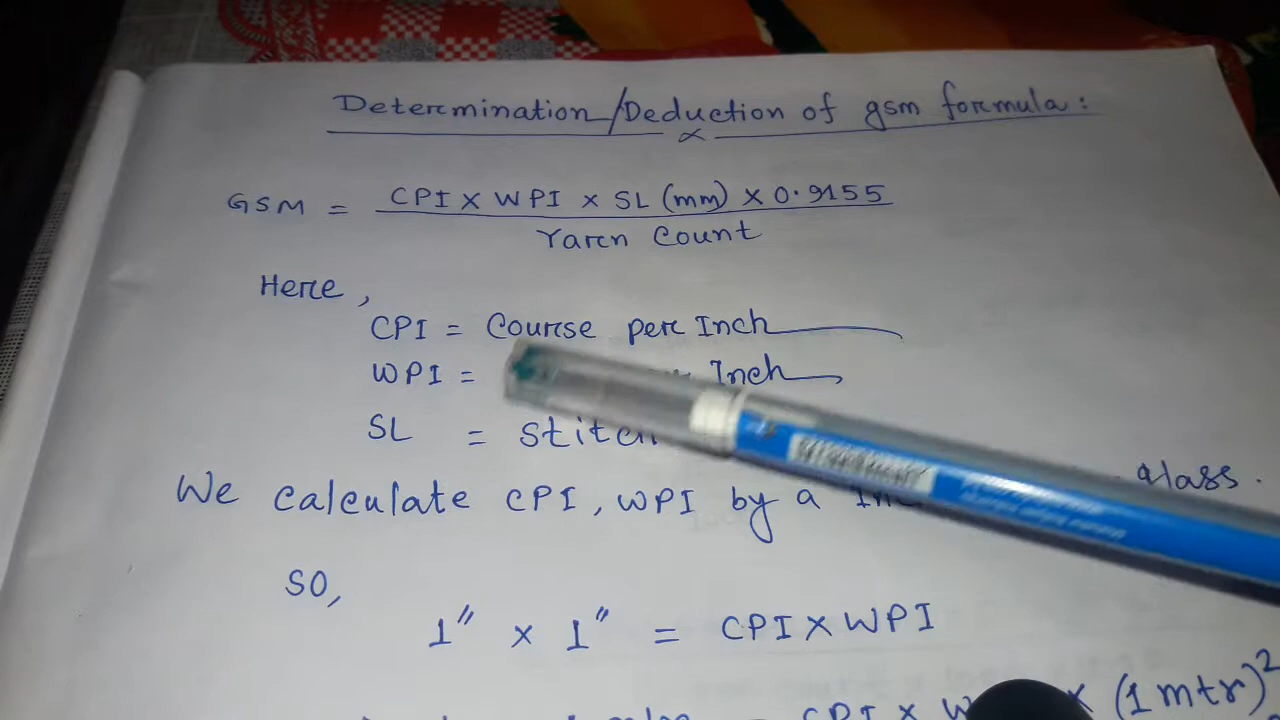 Determination/Deduction of gsm formula:
GSM = CPI X WPI x SL (mm) X 0.9155
Yarn Count
Here,
CPI = Course per Inch
WPI = Inch
SL =
We calculate CPI, WPI by a glass.
SO,
1" x 1" = CPI X WPI
= CPI x x (1 mtr)²